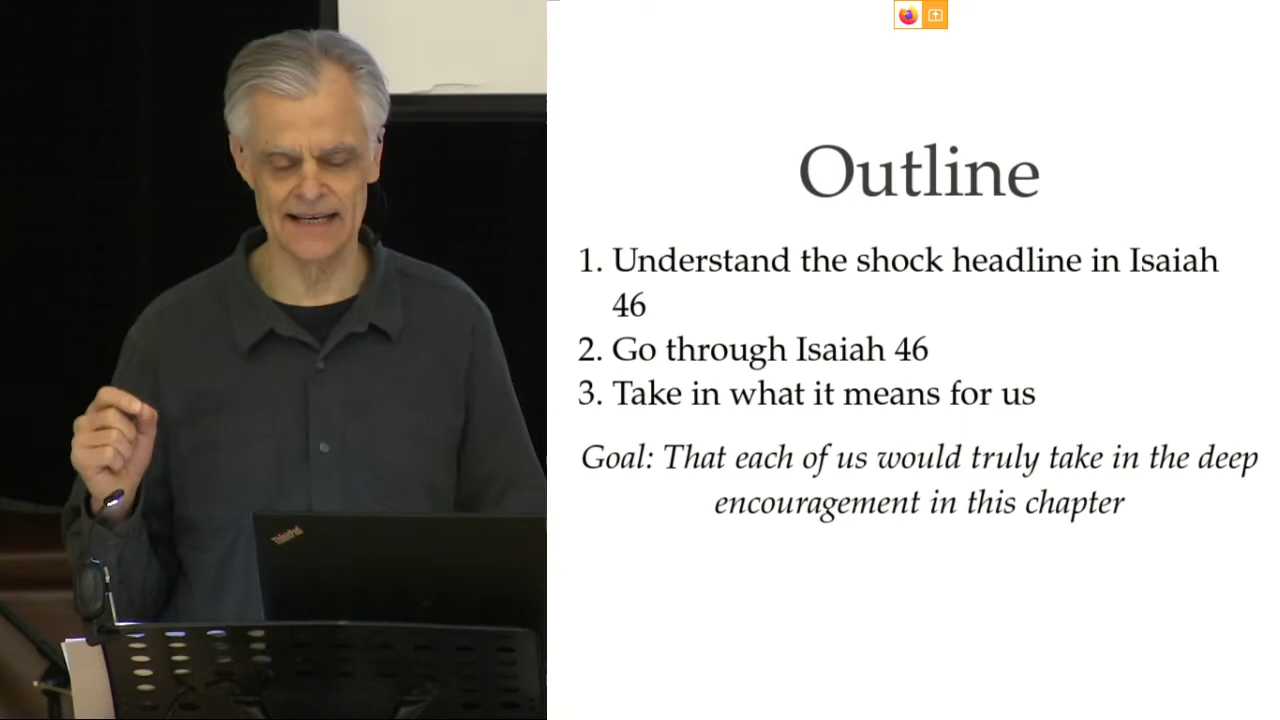 Outline
1. Understand the shock headline in Isaiah
46
2. Go through Isaiah 46
3. Take in what it means for us
Goal: That each of us would truly take in the deep
encouragement in this chapter
ThinkPad